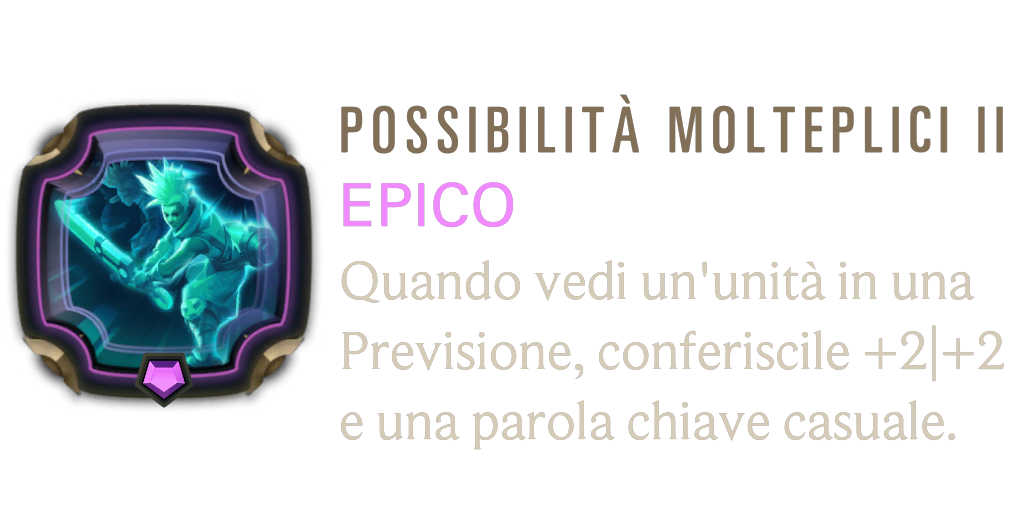 POSSIBILITÀ MOLTEPLICI II
EPICO
Quando vedi un'unità in una
Previsione, conferiscile +2|+2
e una parola chiave casuale.